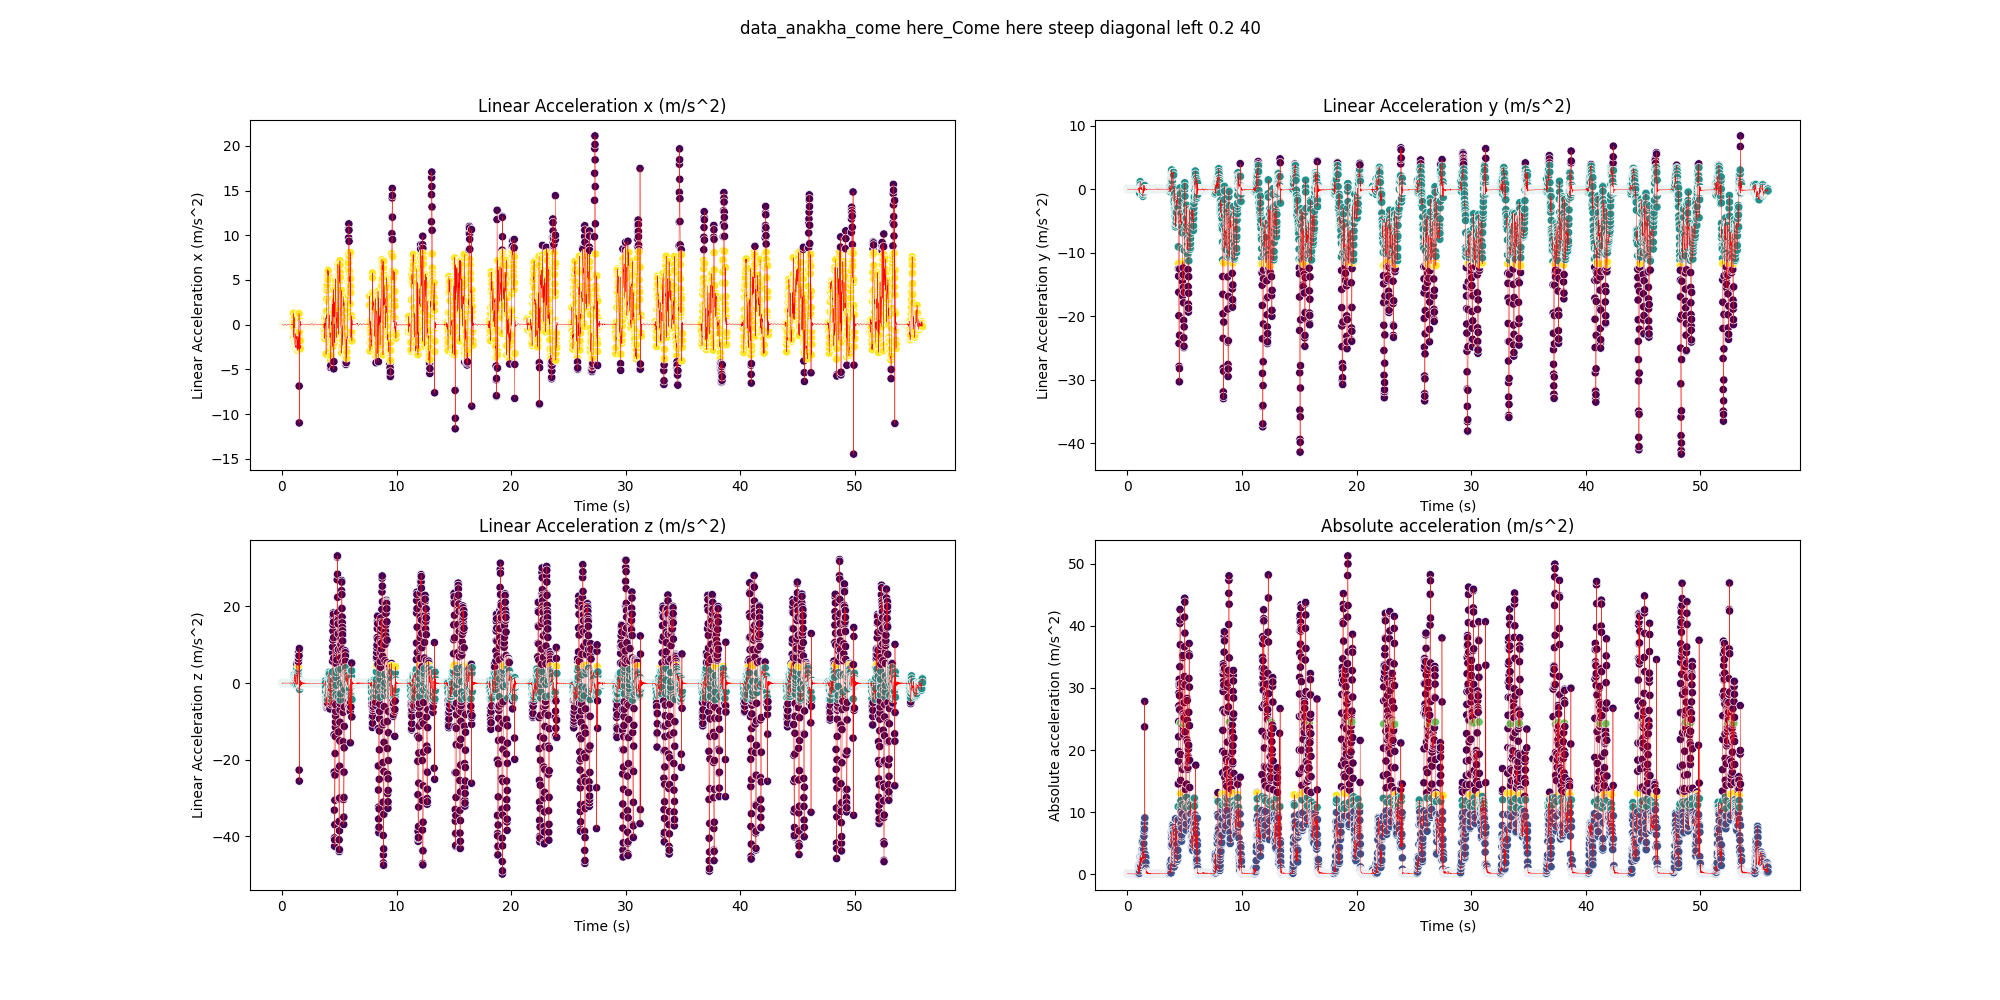 data_anakha_come here_Come here steep diagonal left 0.2 40
Linear Acceleration x (m/s^2)
Linear Acceleration x (m/s^2)
20
15
10
5
0
−5
−10
−15
0 10 20 30 40 50
Time (s)
Linear Acceleration y (m/s^2)
Linear Acceleration y (m/s^2)
10
0
−10
−20
−30
−40
0 10 20 30 40 50
Time (s)
Linear Acceleration z (m/s^2)
Linear Acceleration z (m/s^2)
20
0
−20
−40
0 10 20 30 40 50
Time (s)
Absolute acceleration (m/s^2)
Absolute acceleration (m/s^2)
50
40
30
20
10
0
0 10 20 30 40 50
Time (s)